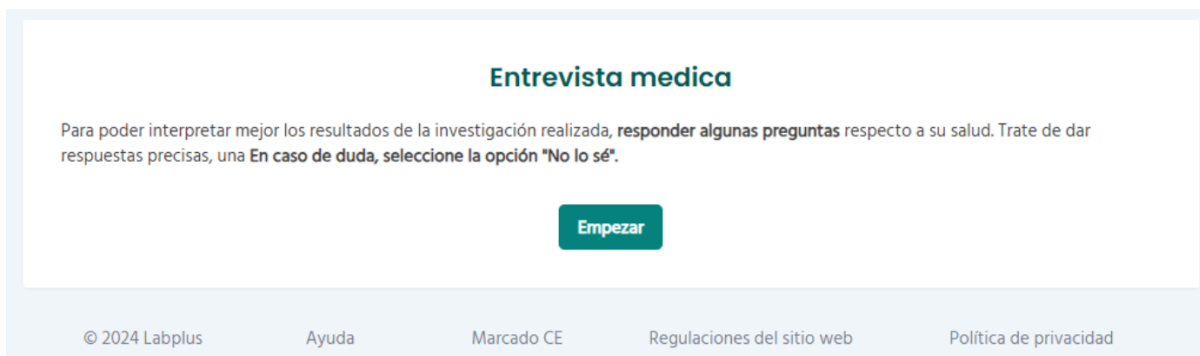 Entrevista medica
Para poder interpretar mejor los resultados de la investigación realizada, responder algunas preguntas respecto a su salud. Trate de dar
respuestas precisas, una En caso de duda, seleccione la opción "No lo sé".
Empezar
© 2024 Labplus Ayuda Marcado CE Regulaciones del sitio web Política de privacidad